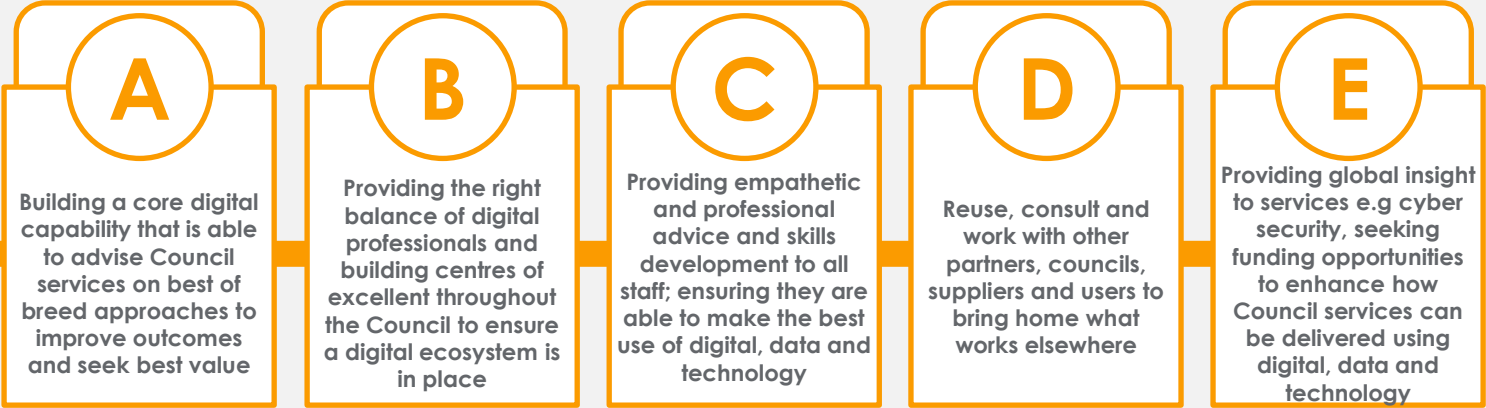 A
Building a core digital
capability that is able
to advise Council
services on best of
breed approaches to
improve outcomes
and seek best value
B
Providing the right
balance of digital
professionals and
building centres of
excellent throughout
the Council to ensure
a digital ecosystem is
in place
C
Providing empathetic
and professional
advice and skills
development to all
staff; ensuring they are
able to make the best
use of digital, data and
technology
D
Reuse, consult and
work with other
partners, councils,
suppliers and users to
bring home what
works elsewhere
E
Providing global insight
to services e.g cyber
security, seeking
funding opportunities
to enhance how
Council services can
be delivered using
digital, data and
technology